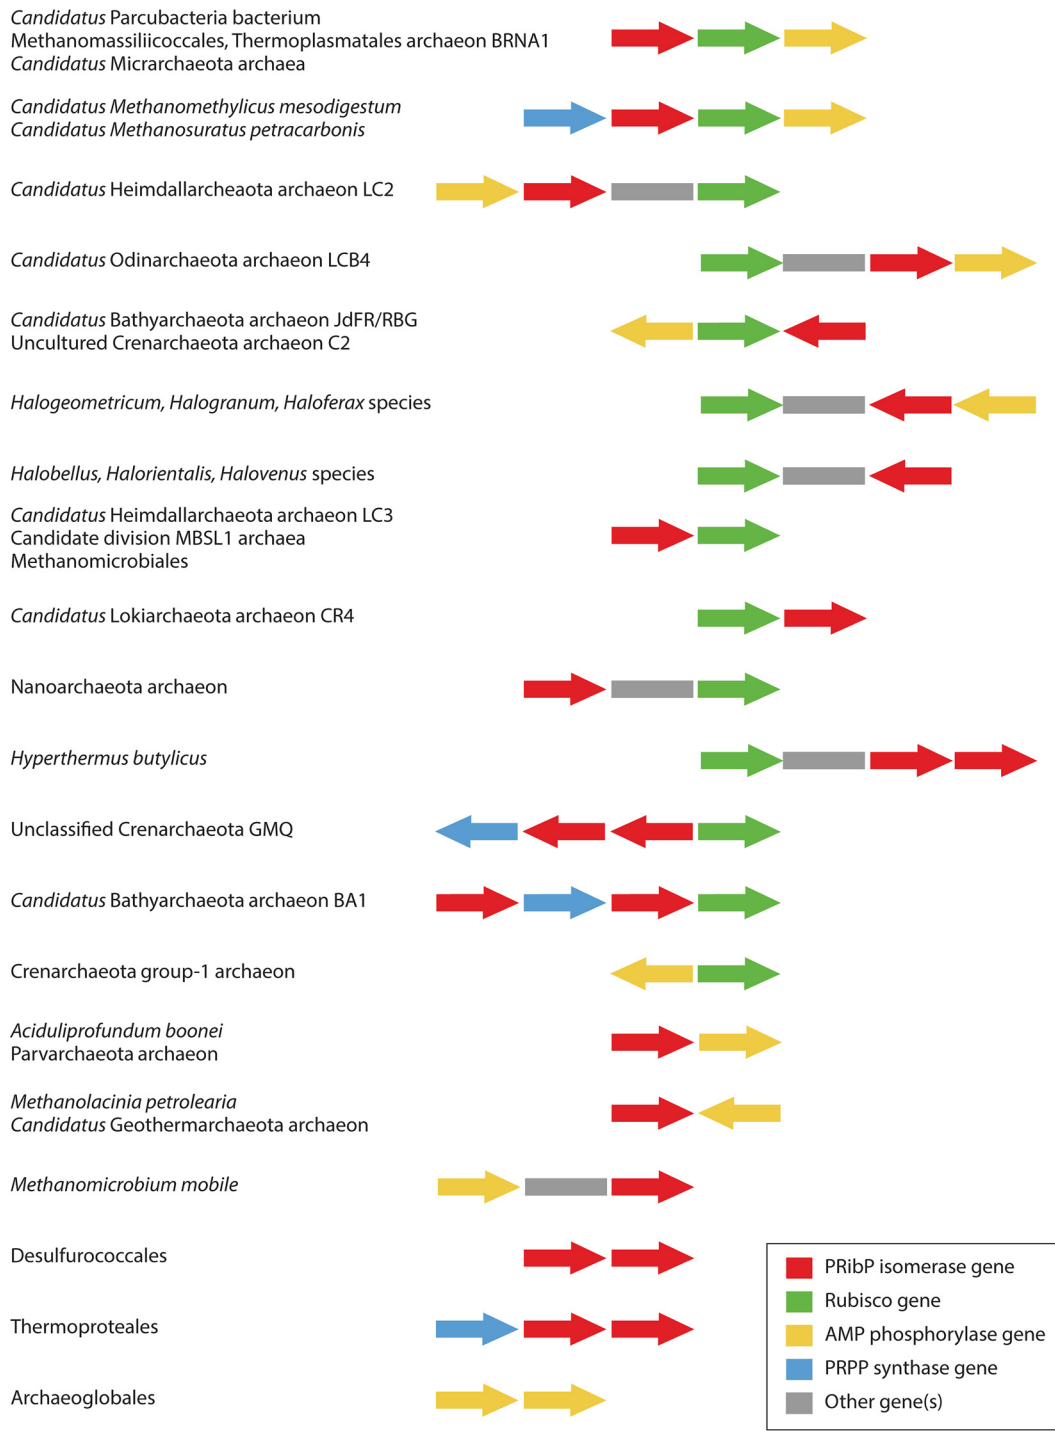 Candidatus Parcubacteria bacterium
Methanomassiliicoccales, Thermoplasmatales archaeon BRNA1
Candidatus Micrarchaeota archaea
Candidatus Methanomethylicus mesodigestum
Candidatus Methanosuratus petracarbonis
Candidatus Heimdallarcheaota archaeon LC2
Candidatus Odinarchaeota archaeon LCB4
Candidatus Bathyarchaeota archaeon JdFR/RBG
Uncultured Crenarchaeota archaeon C2
Halogeometricum, Halogranum, Haloferax species
Halobellus, Halorientalis, Halovenus species
Candidatus Heimdallarchaeota archaeon LC3
Candidate division MBSL1 archaea
Methanomicrobiales
Candidatus Lokiarchaeota archaeon CR4
Nanoarchaeota archaeon
Hyperthermus butylicus
Unclassified Crenarchaeota GMQ
Candidatus Bathyarchaeota archaeon BA1
Crenarchaeota group-1 archaeon
Aciduliprofundum boonei
Parvarchaeota archaeon
Methanolacinia petrolearia
Candidatus Geothermarchaeota archaeon
Methanomicrobium mobile
Desulfurococcales
Thermoproteales
Archaeoglobales
PRibP isomerase gene
Rubisco gene
AMP phosphorylase gene
PRPP synthase gene
Other gene(s)